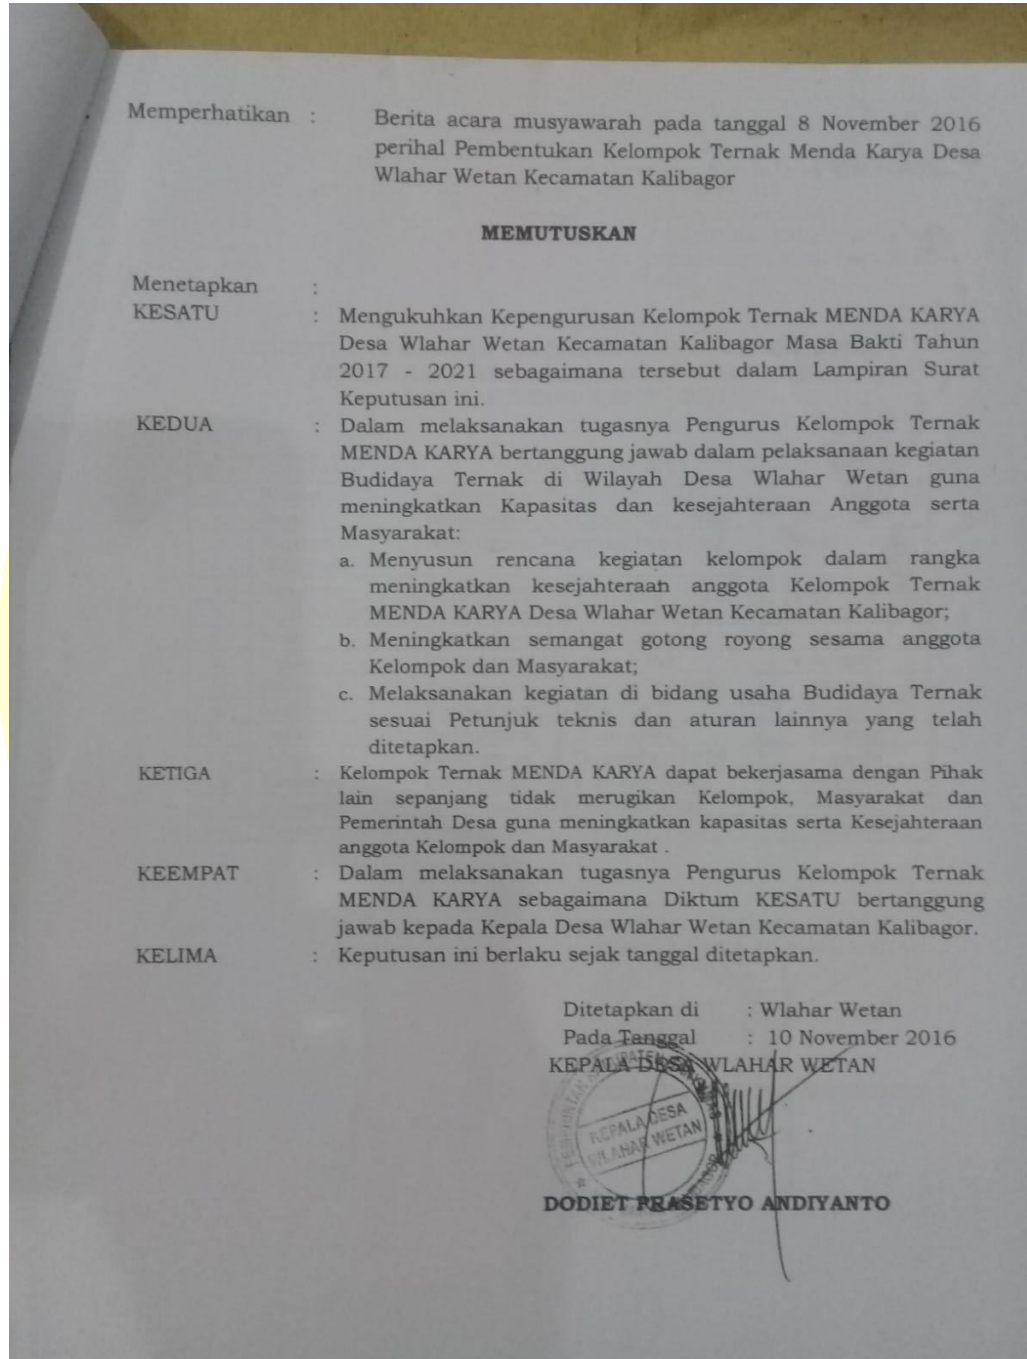 Memperhatikan : Berita acara musyawarah pada tanggal 8 November 2016
perihal Pembentukan Kelompok Ternak Menda Karya Desa
Wlahar Wetan Kecamatan Kalibagor
MEMUTUSKAN
Menetapkan :
KESATU : Mengukuhkan Kepengurusan Kelompok Ternak MENDA KARYA
Desa Wlahar Wetan Kecamatan Kalibagor Masa Bakti Tahun
2017 - 2021 sebagaimana tersebut dalam Lampiran Surat
Keputusan ini.
KEDUA : Dalam melaksanakan tugasnya Pengurus Kelompok Ternak
MENDA KARYA bertanggung jawab dalam pelaksanaan kegiatan
Budidaya Ternak di Wilayah Desa Wlahar Wetan guna
meningkatkan Kapasitas dan kesejahteraan Anggota serta
Masyarakat:
a. Menyusun rencana kegiatan kelompok dalam rangka
meningkatkan kesejahteraan anggota Kelompok Ternak
MENDA KARYA Desa Wlahar Wetan Kecamatan Kalibagor;
b. Meningkatkan semangat gotong royong sesama anggota
Kelompok dan Masyarakat;
c. Melaksanakan kegiatan di bidang usaha Budidaya Ternak
sesuai Petunjuk teknis dan aturan lainnya yang telah
ditetapkan.
KETIGA : Kelompok Ternak MENDA KARYA dapat bekerjasama dengan Pihak
lain sepanjang tidak merugikan Kelompok, Masyarakat dan
Pemerintah Desa guna meningkatkan kapasitas serta Kesejahteraan
anggota Kelompok dan Masyarakat .
KEEMPAT : Dalam melaksanakan tugasnya Pengurus Kelompok Ternak
MENDA KARYA sebagaimana Diktum KESATU bertanggung
jawab kepada Kepala Desa Wlahar Wetan Kecamatan Kalibagor.
KELIMA : Keputusan ini berlaku sejak tanggal ditetapkan.
Ditetapkan di : Wlahar Wetan
Pada Tanggal : 10 November 2016
KEPALA DESA WLAHAR WETAN
KEPALA DESA
WLAHAR WETAN
DODIET PRASETYO ANDIYANTO